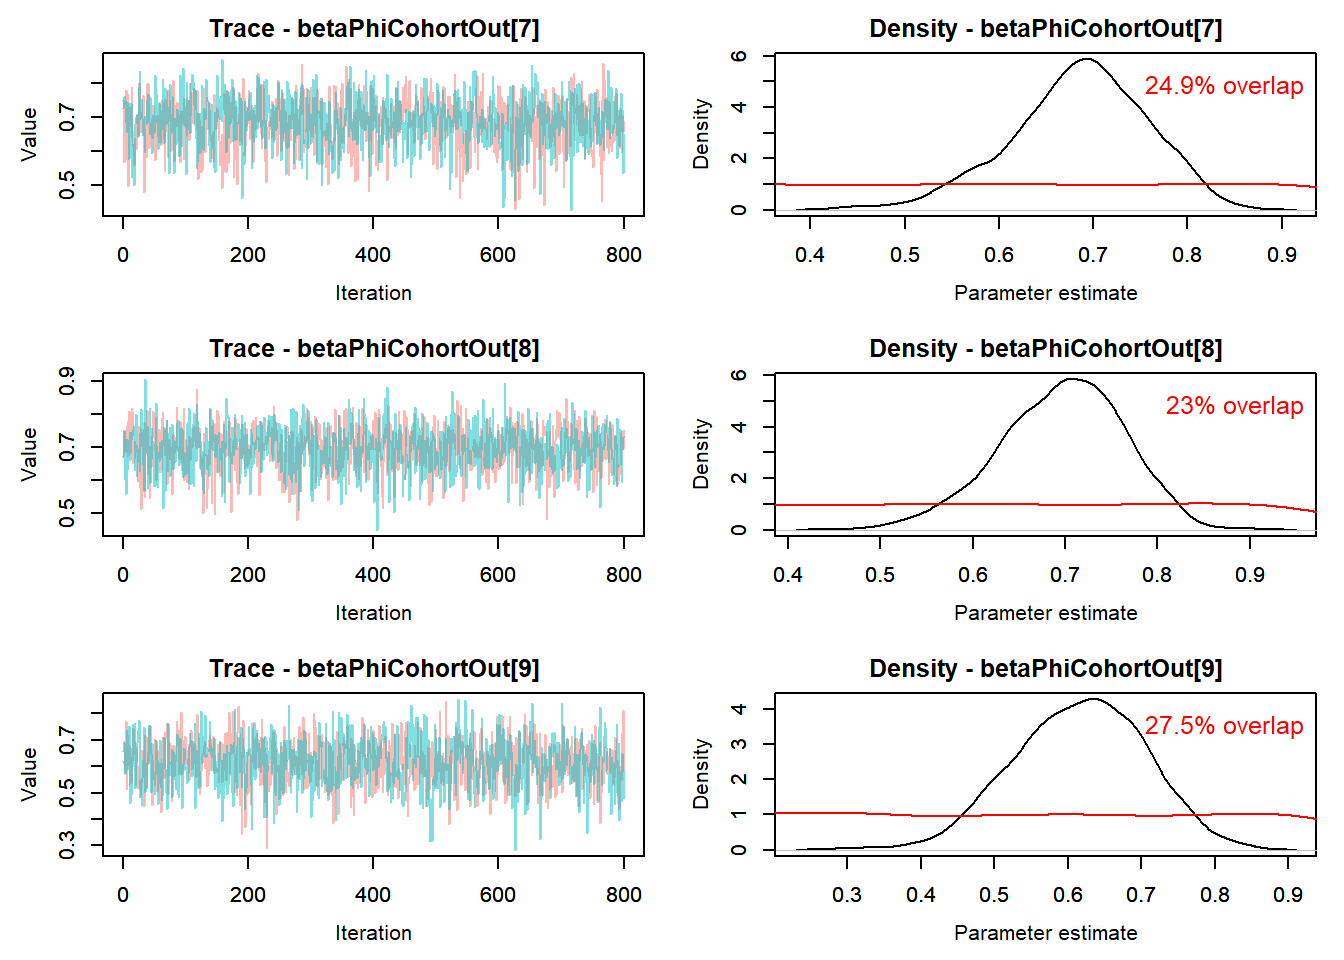 Trace - betaPhiCohortOut[7]
Value
0.5
0.7
0
200
400
600
800
Iteration
Density - betaPhiCohortOut[7]
24.9% overlap
Density
0
2
4
6
0.4
0.5
0.6
0.7
0.8
0.9
Parameter estimate
Trace - betaPhiCohortOut[8]
Value
0.5
0.7
0.9
0
200
400
600
800
Iteration
Density - betaPhiCohortOut[8]
23% overlap
Density
0
2
4
6
0.4
0.5
0.6
0.7
0.8
0.9
Parameter estimate
Trace - betaPhiCohortOut[9]
Value
0.3
0.5
0.7
0
200
400
600
800
Iteration
Density - betaPhiCohortOut[9]
27.5% overlap
Density
0
1
2
3
4
0.3
0.4
0.5
0.6
0.7
0.8
0.9
Parameter estimate